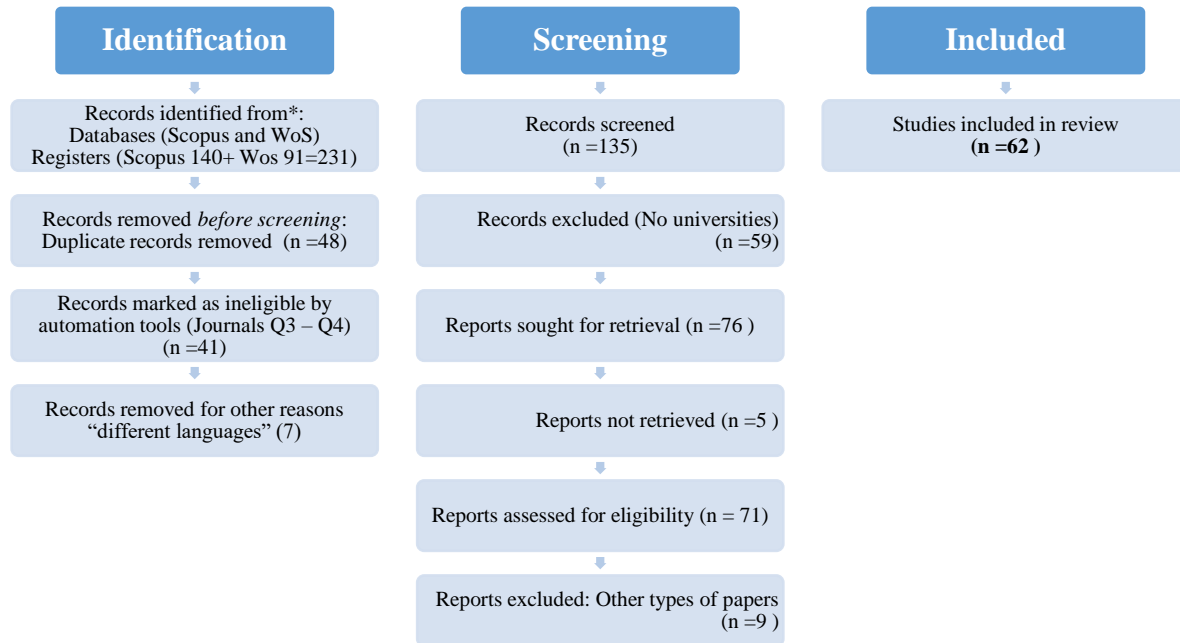 Identification
Records identified from*:
Databases (Scopus and WoS)
Registers (Scopus 140+ Wos 91=231)
Records removed before screening:
Duplicate records removed (n =48)
Records marked as ineligible by
automation tools (Journals Q3 – Q4)
(n =41)
Records removed for other reasons
“different languages” (7)
Screening
Records screened
(n =135)
Records excluded (No universities)
(n =59)
Reports sought for retrieval (n =76 )
Reports not retrieved (n =5 )
Reports assessed for eligibility (n = 71)
Reports excluded: Other types of papers
(n =9 )
Included
Studies included in review
(n =62 )